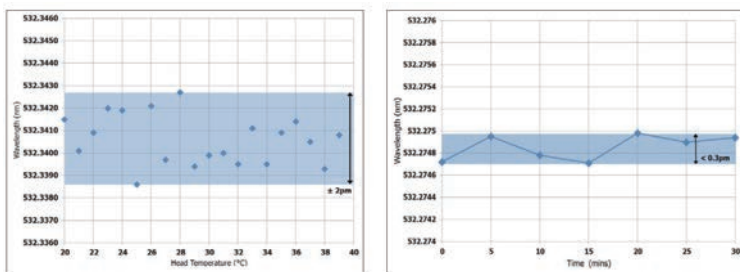 532.3460
532.3450
532.3440
532.3430
532.3420
532.3410
532.3400
532.3390
532.3380
532.3370
532.3360
Wavelength (nm)
± 2pm
20 22 24 26 28 30 32 34 36 38 40
Head Temperature (°C)
532.276
532.2758
532.2756
532.2754
532.2752
532.275
532.2748
532.2746
532.2744
532.2742
532.274
Wavelength (nm)
< 0.3pm
0 5 10 15 20 25 30
Time (mins)